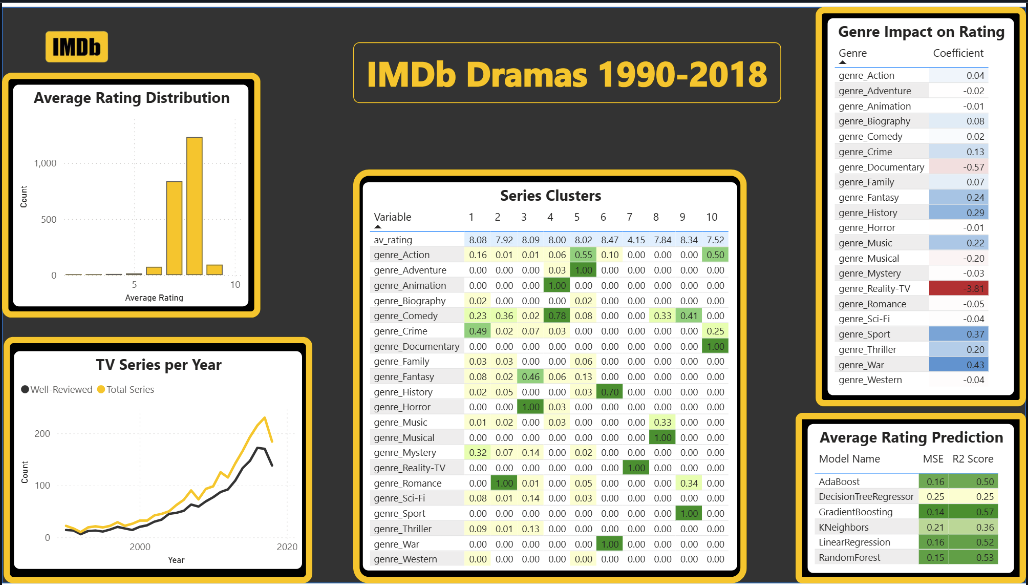 IMDb
IMDb Dramas 1990-2018
Average Rating Distribution
1,000
500
0
Count
5 10
Average Rating
TV Series per Year
Well-Reviewed Total Series
200
100
0
Count
2000 2020
Year
Series Clusters
Variable 1 2 3 4 5 6 7 8 9 10
av_rating 8.08 7.92 8.09 8.00 8.02 8.47 4.15 7.84 8.34 7.52
genre_Action 0.16 0.01 0.01 0.06 0.55 0.10 0.00 0.00 0.00 0.50
genre_Adventure 0.00 0.00 0.00 0.03 1.00 0.00 0.00 0.00 0.00 0.00
genre_Animation 0.00 0.00 0.00 1.00 0.00 0.00 0.00 0.00 0.00 0.00
genre_Biography 0.02 0.00 0.00 0.00 0.02 0.00 0.00 0.00 0.00 0.00
genre_Comedy 0.23 0.36 0.02 0.78 0.08 0.00 0.00 0.33 0.41 0.00
genre_Crime 0.49 0.02 0.07 0.03 0.00 0.00 0.00 0.00 0.00 0.25
genre_Documentary 0.00 0.00 0.00 0.00 0.00 0.00 0.00 0.00 0.00 1.00
genre_Family 0.03 0.03 0.00 0.00 0.06 0.00 0.00 0.00 0.00 0.00
genre_Fantasy 0.08 0.02 0.46 0.06 0.13 0.00 0.00 0.00 0.00 0.00
genre_History 0.02 0.05 0.00 0.00 0.03 0.70 0.00 0.00 0.00 0.00
genre_Horror 0.00 0.00 1.00 0.03 0.00 0.00 0.00 0.00 0.00 0.00
genre_Music 0.01 0.02 0.00 0.03 0.00 0.00 0.00 0.33 0.00 0.00
genre_Musical 0.00 0.00 0.00 0.00 0.00 0.00 0.00 1.00 0.00 0.00
genre_Mystery 0.32 0.07 0.14 0.00 0.02 0.00 0.00 0.00 0.00 0.00
genre_Reality-TV 0.00 0.00 0.00 0.00 0.00 0.00 1.00 0.00 0.00 0.00
genre_Romance 0.00 1.00 0.01 0.00 0.05 0.00 0.00 0.00 0.34 0.00
genre_Sci-Fi 0.08 0.01 0.14 0.00 0.03 0.00 0.00 0.00 0.00 0.00
genre_Sport 0.00 0.00 0.00 0.00 0.00 0.00 0.00 0.00 1.00 0.00
genre_Thriller 0.09 0.01 0.13 0.00 0.00 0.00 0.00 0.00 0.00 0.00
genre_War 0.00 0.00 0.00 0.00 0.00 1.00 0.00 0.00 0.00 0.00
genre_Western 0.00 0.00 0.00 0.00 0.00 0.00 0.00 0.00 0.00 0.00
Genre Impact on Rating
Genre Coefficient
genre_Action 0.04
genre_Adventure -0.02
genre_Animation -0.01
genre_Biography 0.08
genre_Comedy 0.02
genre_Crime 0.13
genre_Documentary -0.57
genre_Family 0.07
genre_Fantasy 0.24
genre_History 0.29
genre_Horror -0.01
genre_Music 0.22
genre_Musical -0.20
genre_Mystery -0.03
genre_Reality-TV -3.81
genre_Romance -0.05
genre_Sci-Fi -0.04
genre_Sport 0.37
genre_Thriller 0.20
genre_War 0.43
genre_Western -0.04
Average Rating Prediction
Model Name MSE R2 Score
AdaBoost 0.16 0.50
DecisionTreeRegressor 0.25 0.25
GradientBoosting 0.14 0.57
KNeighbors 0.21 0.36
LinearRegression 0.16 0.52
RandomForest 0.15 0.53